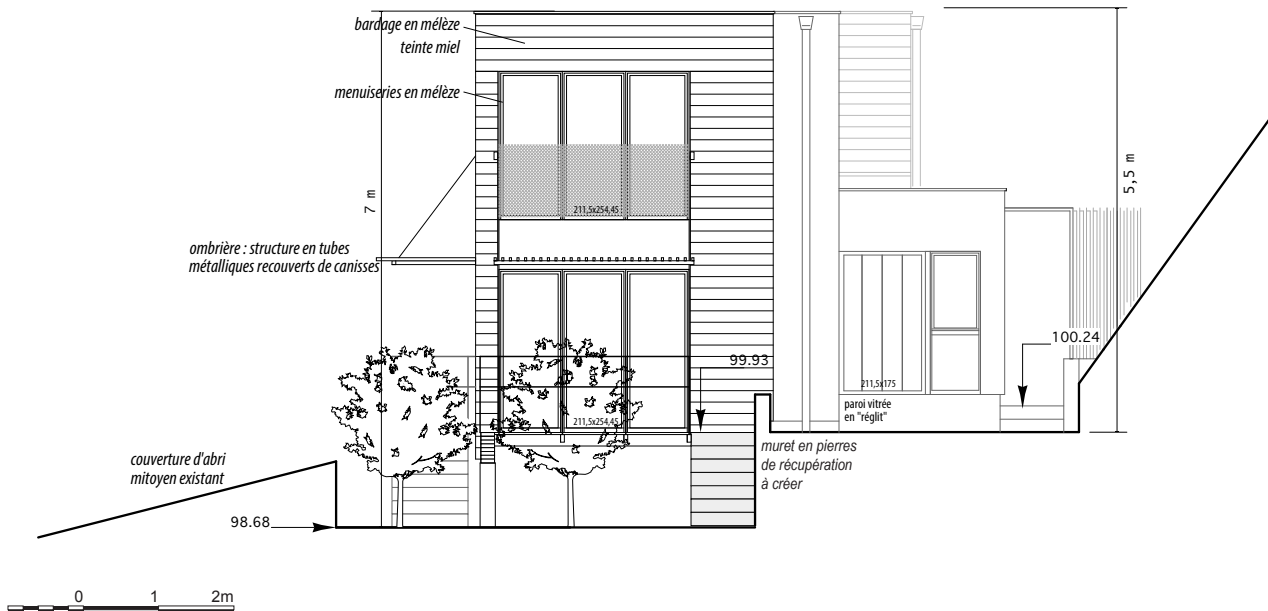 bardage en mélèze
teinte miel
menuiseries en mélèze
211,5x254,45
7 m
5,5 m
ombrière : structure en tubes
métalliques recouverts de canisses
99.93
100.24
211,5x175
paroi vitrée
en "réglit"
211,5x254,45
muret en pierres
de récupération
à créer
couverture d'abri
mitoyen existant
98.68
0 1 2m